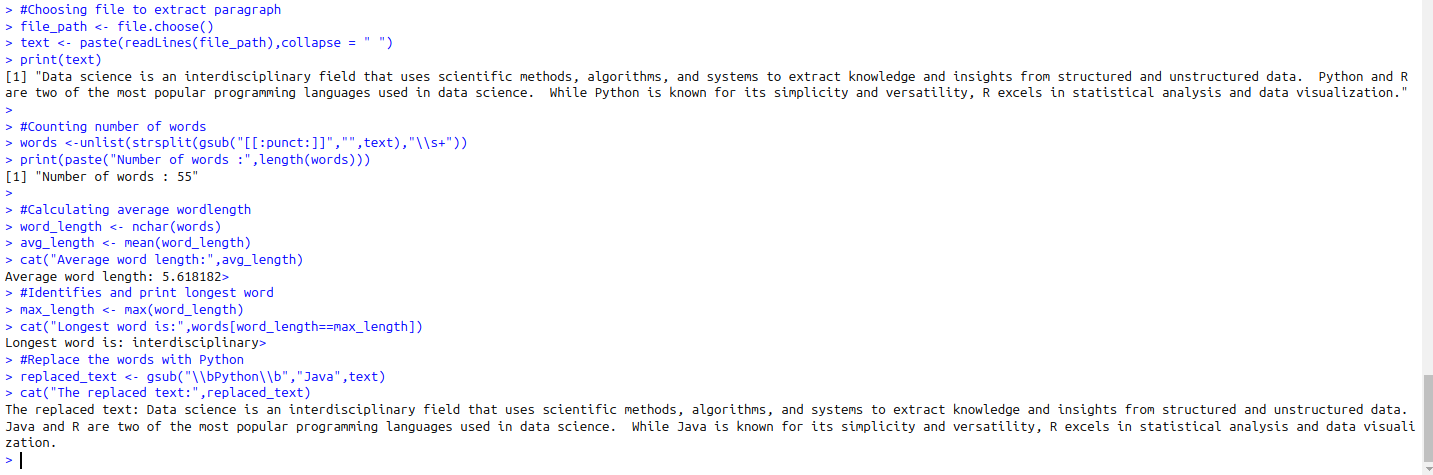 > #Choosing file to extract paragraph
> file_path <- file.choose()
> text <- paste(readLines(file_path),collapse = " ")
> print(text)
[1] "Data science is an interdisciplinary field that uses scientific methods, algorithms, and systems to extract knowledge and insights from structured and unstructured data.  Python and R
are two of the most popular programming languages used in data science.  While Python is known for its simplicity and versatility, R excels in statistical analysis and data visualization."
>
> #Counting number of words
> words <-unlist(strsplit(gsub("[[:punct:]]","",text),"\\s+"))
> print(paste("Number of words :",length(words)))
[1] "Number of words : 55"
>
> #Calculating average wordlength
> word_length <- nchar(words)
> avg_length <- mean(word_length)
> cat("Average word length:",avg_length)
Average word length: 5.618182>
> #Identifies and print longest word
> max_length <- max(word_length)
> cat("Longest word is:",words[word_length==max_length])
Longest word is: interdisciplinary>
> #Replace the words with Python
> replaced_text <- gsub("\\bPython\\b","Java",text)
> cat("The replaced text:",replaced_text)
The replaced text: Data science is an interdisciplinary field that uses scientific methods, algorithms, and systems to extract knowledge and insights from structured and unstructured data.
Java and R are two of the most popular programming languages used in data science.  While Java is known for its simplicity and versatility, R excels in statistical analysis and data visuali
zation.
>